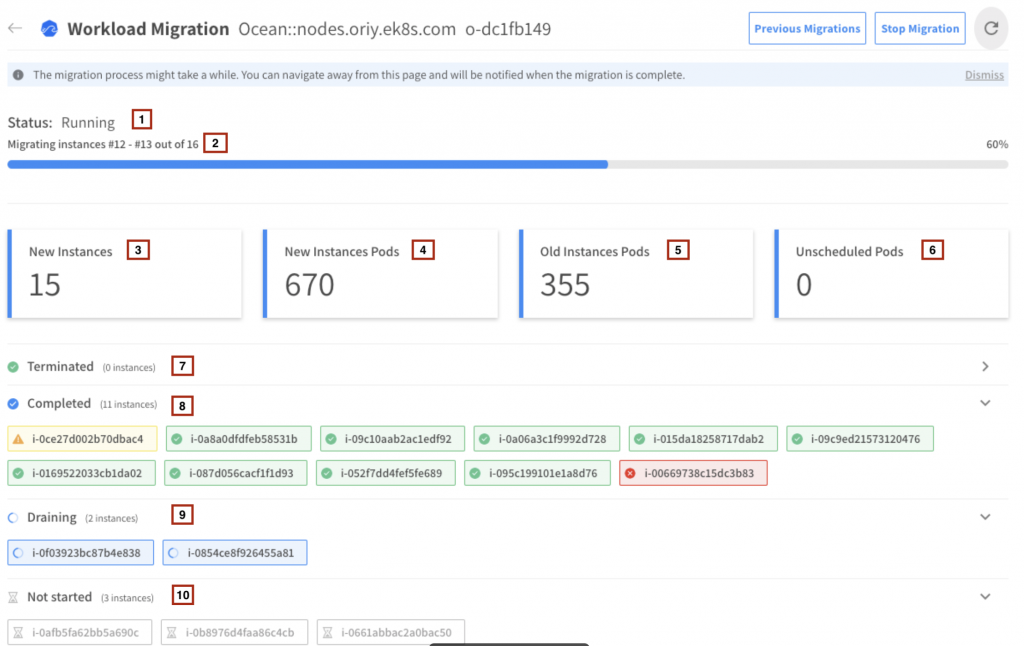 Workload Migration Ocean::nodes.oriy.ek8s.com o-dc1fb149 Previous Migrations Stop Migration
The migration process might take a while. You can navigate away from this page and will be notified when the migration is complete. Dismiss
Status: Running 1
Migrating instances #12 - #13 out of 16 2 60%
New Instances 3 New Instances Pods 4 Old Instances Pods 5 Unscheduled Pods 6
15 670 355 0
Terminated (0 instances) 7
Completed (11 instances) 8
i-0ce27d002b70dbac4 i-0a8a0dfdfeb58531b i-09c10aab2ac1edf92 i-0a06a3c1f9992d728 i-015da18258717dab2 i-09c9ed21573120476
i-0169522033cb1da02 i-087d056cacf1f1d93 i-052f7dd4fef5fe689 i-095c199101e1a8d76 i-00669738c15dc3b83
Draining (2 instances) 9
i-0f03923bc87b4e838 i-0854ce8f926455a81
Not started (3 instances) 10
i-0afb5fa62bb5a690c i-0b8976d4faa86c4cb i-0661abbac2a0bac50